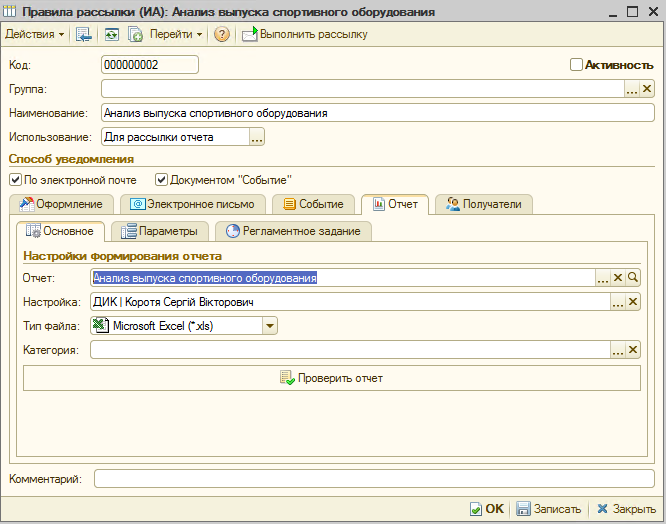 Правила рассылки (ИА): Анализ выпуска спортивного оборудования
Действия Перейти ? Выполнить рассылку
Код: 000000002 Активность
Группа: ... ×
Наименование: Анализ выпуска спортивного оборудования
Использование: Для рассылки отчета ...
Способ уведомления
По электронной почте Документом "Событие"
Оформление Электронное письмо Событие Отчет Получатели
Основное Параметры Регламентное задание
Настройки формирования отчета
Отчет: Анализ выпуска спортивного оборудования ... ×
Настройка: ДИК | Коротя Сергій Вікторович ... ×
Тип файла: Microsoft Excel (*.xls)
Категория: ... ×
Проверить отчет
Комментарий:
OK Записать Закрыть